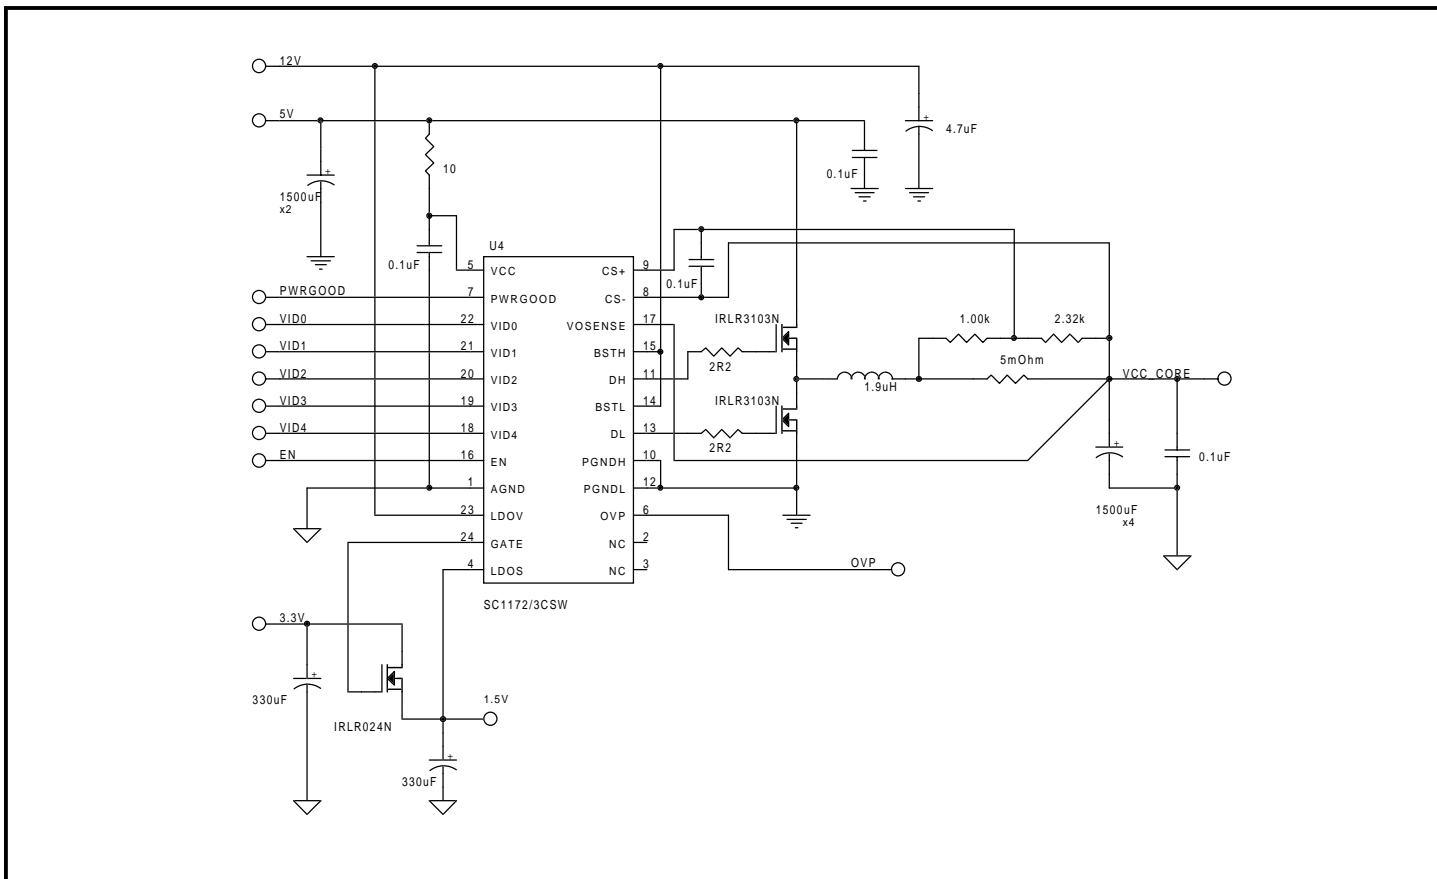 12V
5V
4.7uF
10
0.1uF
1500uF
x2
U4
0.1uF
5 VCC CS+ 9
0.1uF
PWRGOOD 7 PWRGOOD CS- 8
VID0 22 VID0 VOSENSE 17
IRLR3103N
1.00k 2.32k
VID1 21 VID1 BSTH 15
2R2
5mOhm
VID2 20 VID2 DH 11
1.9uH
VCC_CORE
VID3 19 VID3 BSTL 14
IRLR3103N
VID4 18 VID4 DL 13
2R2
EN 16 EN PGNDH 10
0.1uF
1 AGND PGNDL 12
23 LDOV OVP 6
1500uF
x4
24 GATE NC 2
4 LDOS NC 3
OVP
SC1172/3CSW
3.3V
330uF
1.5V
IRLR024N
330uF